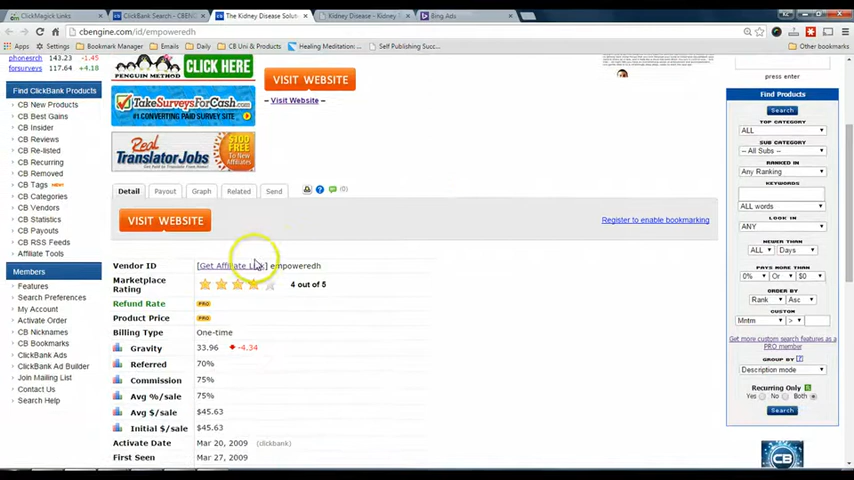 ClickMagick Links
ClickBank Search - CBENG
The Kidney Disease Solut
Kidney Disease - Kidney T
Bing Ads
cbengine.com/id/empoweredh
Apps
Settings
Bookmark Manager
Emails
Daily
CB Uni & Products
Healing Meditation:
Self Publishing Succ...
Other bookmarks
phonesrch 143.23 -1.45
forsurveys 117.64 +4.18
Find ClickBank Products
CB New Products
CB Best Gains
CB Insider
CB Reviews
CB Re-listed
CB Recurring
CB Removed
CB Tags NEW!
CB Categories
CB Vendors
CB Statistics
CB Payouts
CB RSS Feeds
Affiliate Tools
Members
Features
Search Preferences
My Account
Activate Order
CB Nicknames
CB Bookmarks
ClickBank Ads
ClickBank Ad Builder
Join Mailing List
Contact Us
Search Help
PENGUIN METHOD
CLICK HERE
TakeSurveysForCash.com
#1 CONVERTING PAID SURVEY SITE
Real Translator Jobs
$100 FREE
To New Affiliates
VISIT WEBSITE
~ Visit Website ~
Detail
Payout
Graph
Related
Send
(0)
VISIT WEBSITE
Register to enable bookmarking
Vendor ID [Get Affiliate Link] empoweredh
Marketplace Rating 4 out of 5
Refund Rate PRO
Product Price PRO
Billing Type One-time
Gravity 33.96 -4.34
Referred 70%
Commission 75%
Avg %/sale 75%
Avg $/sale $45.63
Initial $/sale $45.63
Activate Date Mar 20, 2009 (clickbank)
First Seen Mar 27, 2009
press enter
Find Products
Search
TOP CATEGORY
ALL
SUB CATEGORY
-- All Subs --
RANKED IN
Any Ranking
KEYWORDS
ALL words
LOOK IN
ANY
NEWER THAN
ALL Days
PAYS MORE THAN
0% Or $0
ORDER BY
Rank Asc
CUSTOM
Mntm >
Get more custom search features as a
PRO member
GROUP BY [?]
Description mode
Recurring Only
Yes No Both
Search
CB